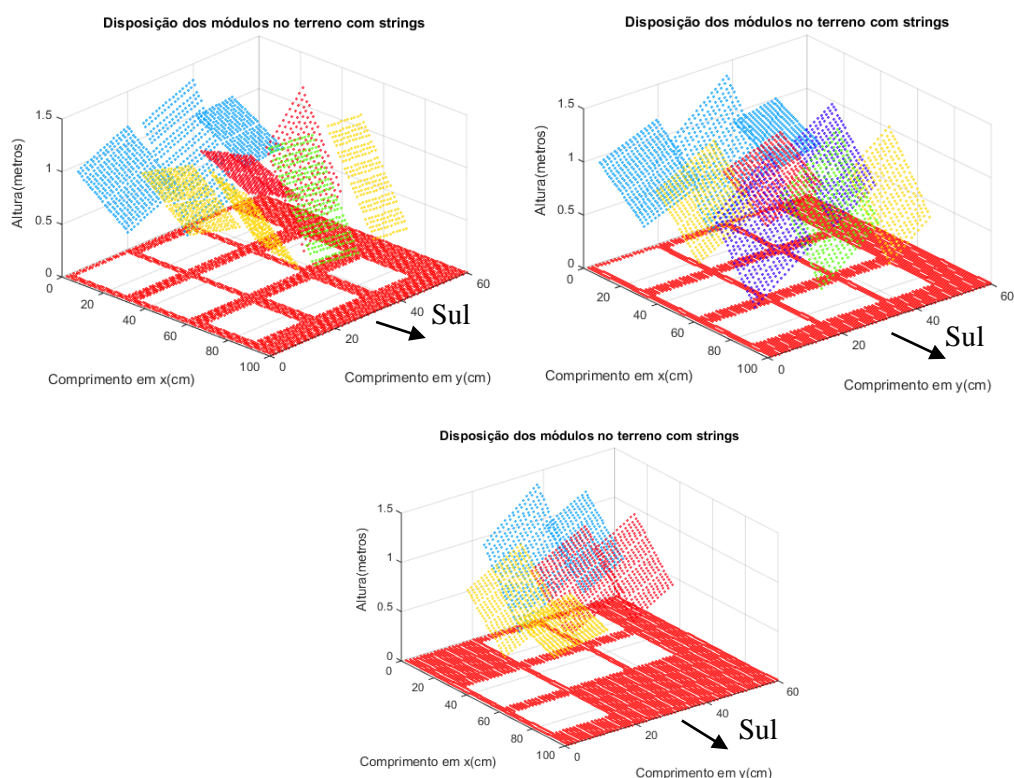 Disposição dos módulos no terreno com strings
1.5
1
0.5
0
Altura(metros)
0
20
40
60
80
100
Comprimento em x(cm)
0
20
40
60
Comprimento em y(cm)
Sul
Disposição dos módulos no terreno com strings
1.5
1
0.5
0
Altura(metros)
0
20
40
60
80
100
Comprimento em x(cm)
0
20
40
60
Comprimento em y(cm)
Sul
Disposição dos módulos no terreno com strings
1.5
1
0.5
0
Altura(metros)
0
20
40
60
80
100
Comprimento em x(cm)
0
20
40
60
Comprimento em y(cm)
Sul